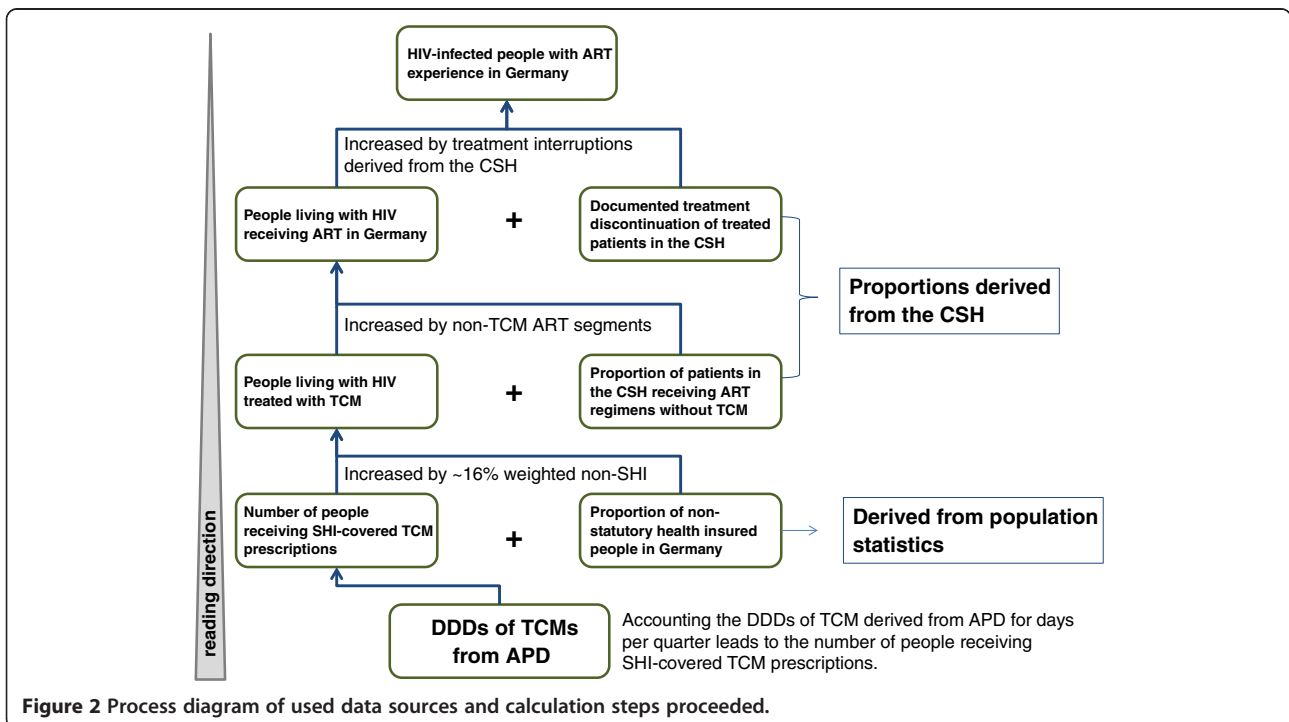 HIV-infected people with ART
experience in Germany
Increased by treatment interruptions
derived from the CSH
People living with HIV
receiving ART in Germany
+
Documented treatment
discontinuation of treated
patients in the CSH
Proportions derived
from the CSH
Increased by non-TCM ART segments
People living with HIV
treated with TCM
+
Proportion of patients in
the CSH receiving ART
regimens without TCM
Increased by ~16% weighted non-SHI
Number of people
receiving SHI-covered TCM
prescriptions
+
Proportion of non-
statutory health insured
people in Germany
Derived from population
statistics
reading direction
DDDs of TCMs
from APD
Accounting the DDDs of TCM derived from APD for days
per quarter leads to the number of people receiving
SHI-covered TCM prescriptions.
Figure 2 Process diagram of used data sources and calculation steps proceeded.